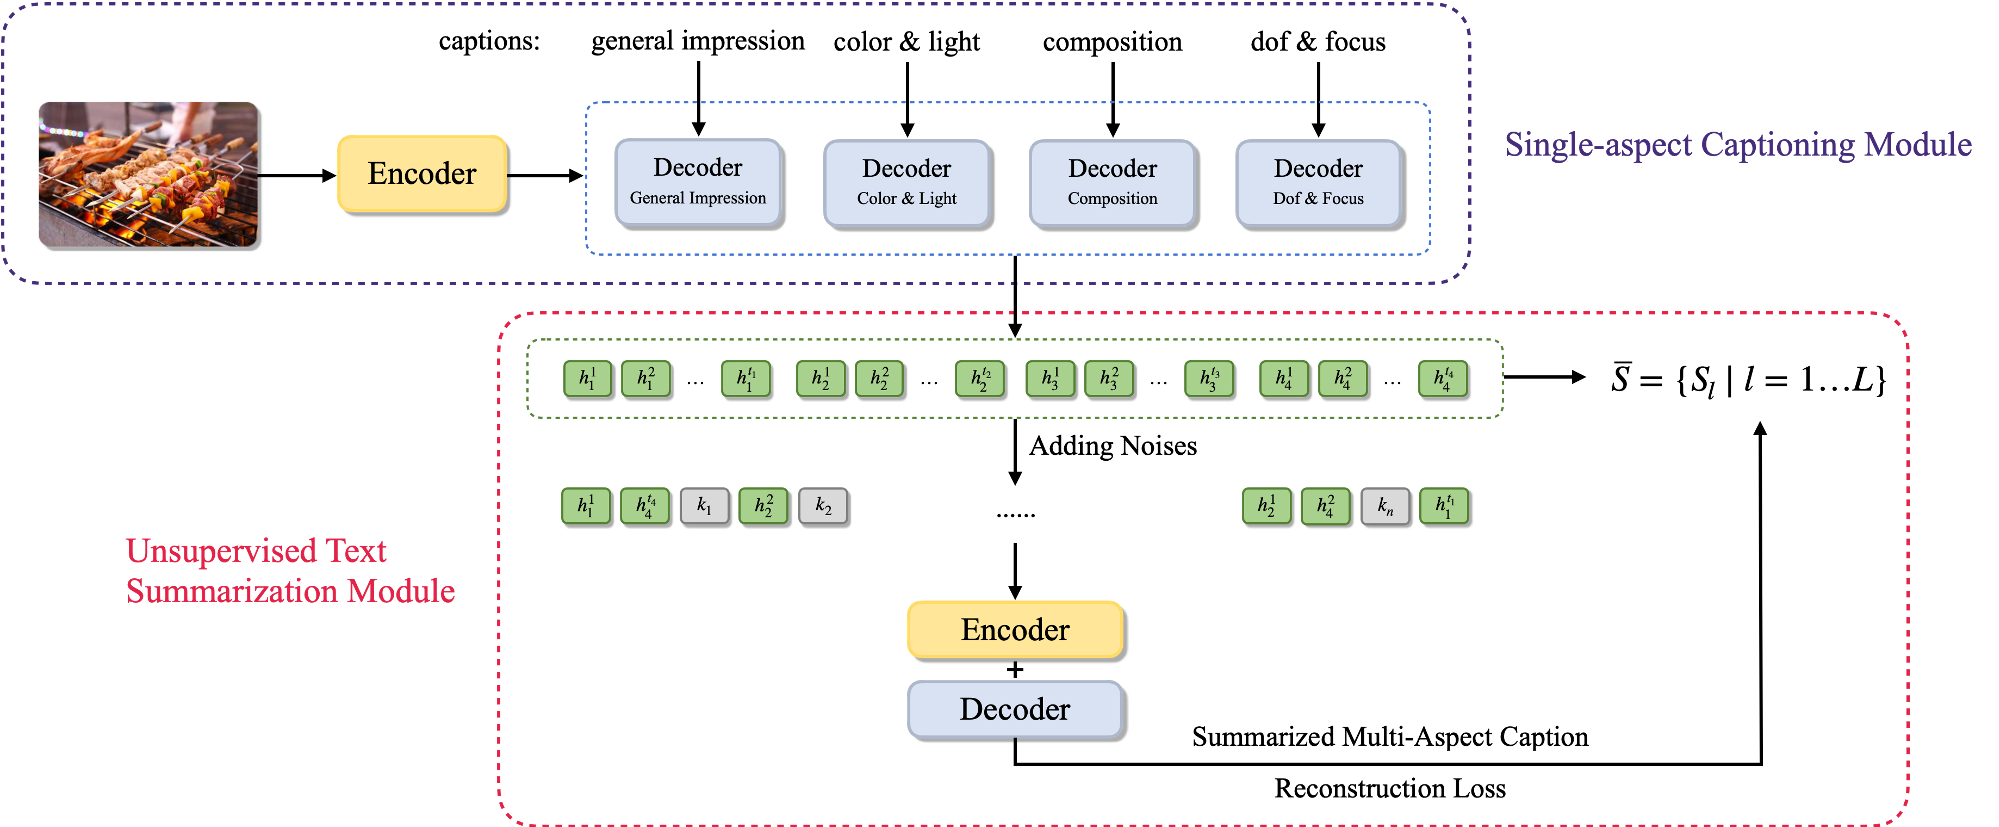 captions: general impression color & light composition dof & focus
Encoder
Decoder
General Impression
Decoder
Color & Light
Decoder
Composition
Decoder
Dof & Focus
Single-aspect Captioning Module
h_1^1 h_1^2 ... h_1^{t_1} h_2^1 h_2^2 ... h_2^{t_2} h_3^1 h_3^2 ... h_3^{t_3} h_4^1 h_4^2 ... h_4^{t_4}
S̅ = {S_l | l = 1...L}
Adding Noises
h_1^1 h_4^{t_4} k_1 h_2^2 k_2 ...... h_2^1 h_4^2 k_n h_1^{t_1}
Unsupervised Text
Summarization Module
Encoder
+
Decoder
Summarized Multi-Aspect Caption
Reconstruction Loss